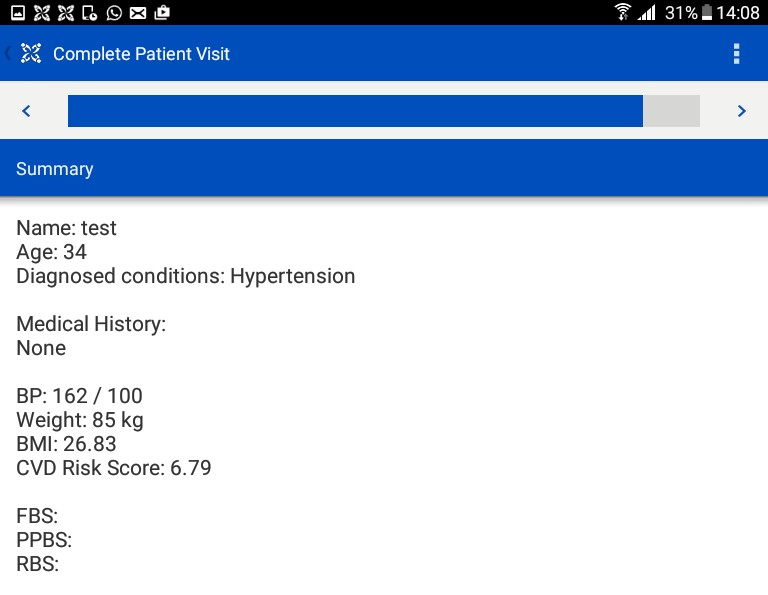 31% 14:08
Complete Patient Visit
Summary
Name: test
Age: 34
Diagnosed conditions: Hypertension
Medical History:
None
BP: 162 / 100
Weight: 85 kg
BMI: 26.83
CVD Risk Score: 6.79
FBS:
PPBS:
RBS: